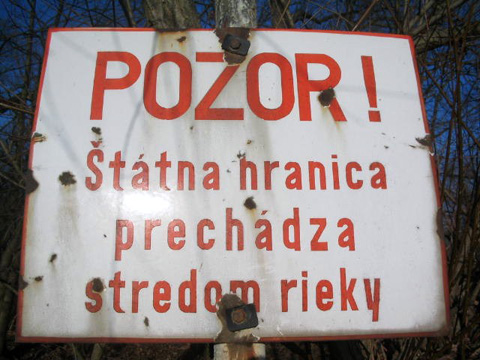 POZOR!
Štátna hranica
prechádza
stredom rieky